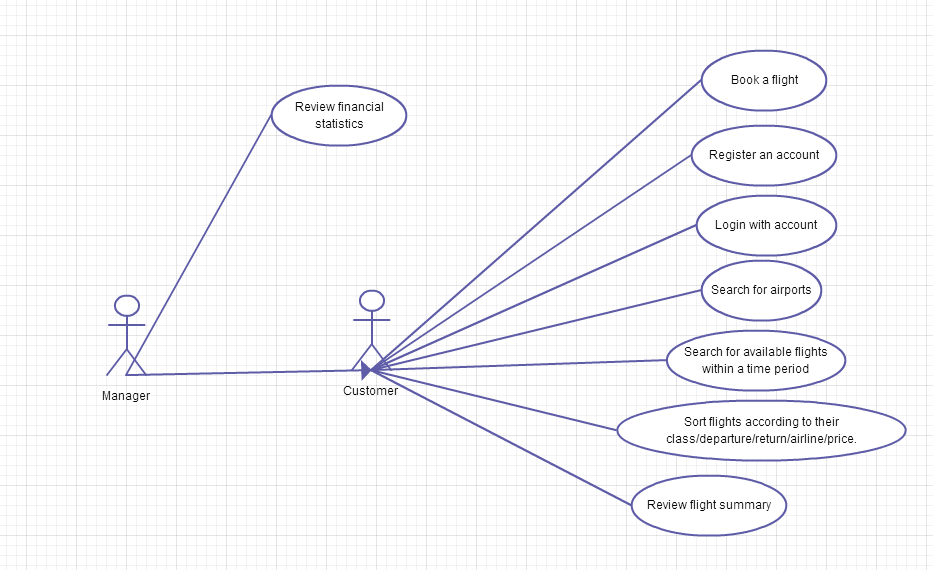 Book a flight
Review financial
statistics
Register an account
Login with account
Search for airports
Search for available flights
within a time period
Manager
Customer
Sort flights according to their
class/departure/return/airline/price.
Review flight summary